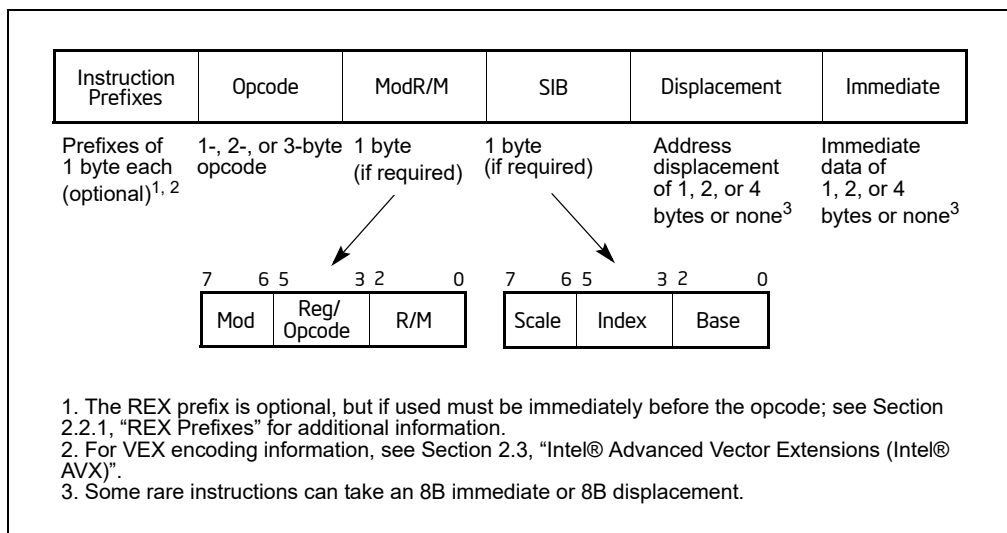 Instruction Prefixes Opcode ModR/M SIB Displacement Immediate
Prefixes of 1 byte each (optional)1, 2
1-, 2-, or 3-byte opcode
1 byte (if required)
1 byte (if required)
Address displacement of 1, 2, or 4 bytes or none3
Immediate data of 1, 2, or 4 bytes or none3
7 6 5 3 2 0
Mod Reg/Opcode R/M
7 6 5 3 2 0
Scale Index Base
1. The REX prefix is optional, but if used must be immediately before the opcode; see Section
2.2.1, “REX Prefixes” for additional information.
2. For VEX encoding information, see Section 2.3, “Intel® Advanced Vector Extensions (Intel®
AVX)”.
3. Some rare instructions can take an 8B immediate or 8B displacement.